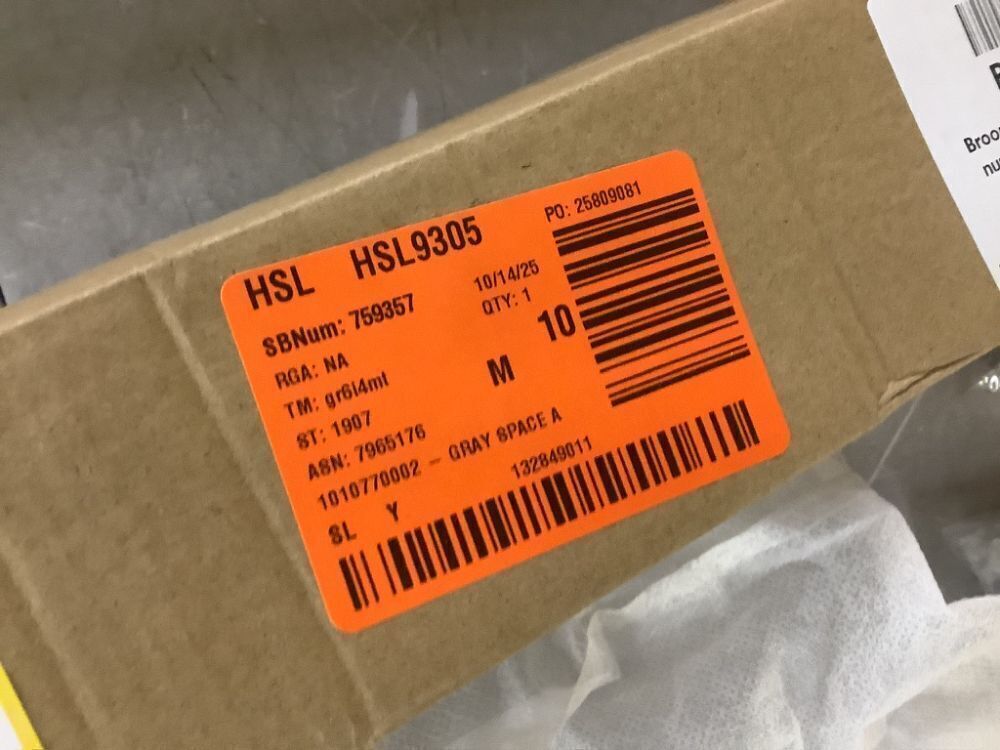 HSL HSL9305
PO: 25809081
SBNum: 759357
10/14/25
RGA: NA
QTY: 1
TM: gr6l4mt
M
10
ST: 1907
ASN: 7965176
1010770002 - GRAY SPACE A
SL Y
132849011